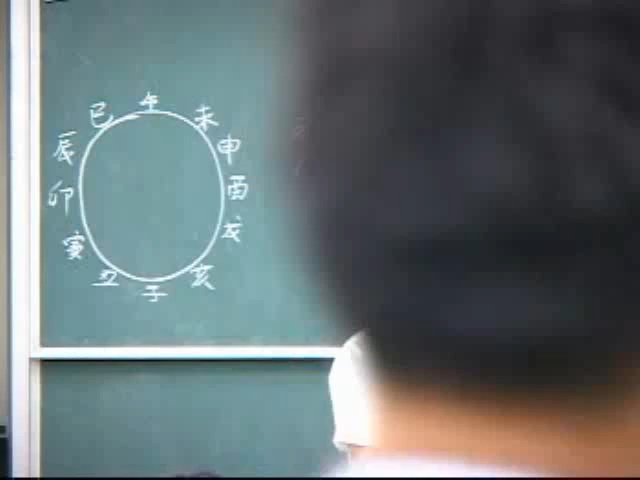 午
未
申
酉
戌
亥
子
丑
寅
卯
辰
巳